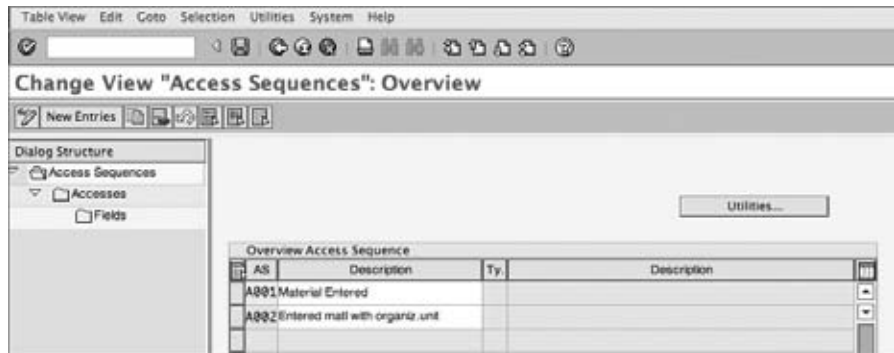 Table View Edit Goto Selection Utilities System Help
Change View "Access Sequences": Overview
New Entries
Dialog Structure
Access Sequences
Accesses
Fields
Utilities...
Overview Access Sequence
AS Description Ty. Description
A001 Material Entered
A002 Entered matl with organiz.unit